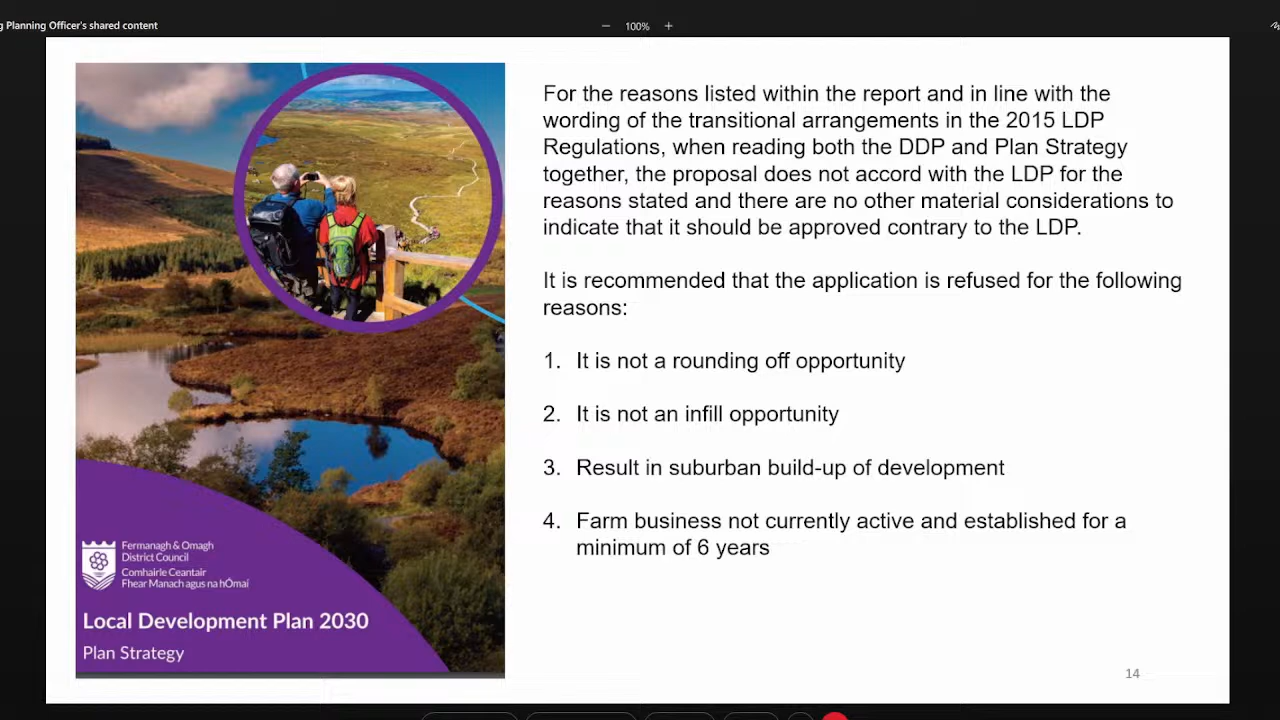 g Planning Officer's shared content
100%
For the reasons listed within the report and in line with the
wording of the transitional arrangements in the 2015 LDP
Regulations, when reading both the DDP and Plan Strategy
together, the proposal does not accord with the LDP for the
reasons stated and there are no other material considerations to
indicate that it should be approved contrary to the LDP.
It is recommended that the application is refused for the following
reasons:
1. It is not a rounding off opportunity
2. It is not an infill opportunity
3. Result in suburban build-up of development
4. Farm business not currently active and established for a
minimum of 6 years
Fermanagh & Omagh
District Council
Comhairle Ceantair
Fhear Manach agus na hÓmaí
Local Development Plan 2030
Plan Strategy
14